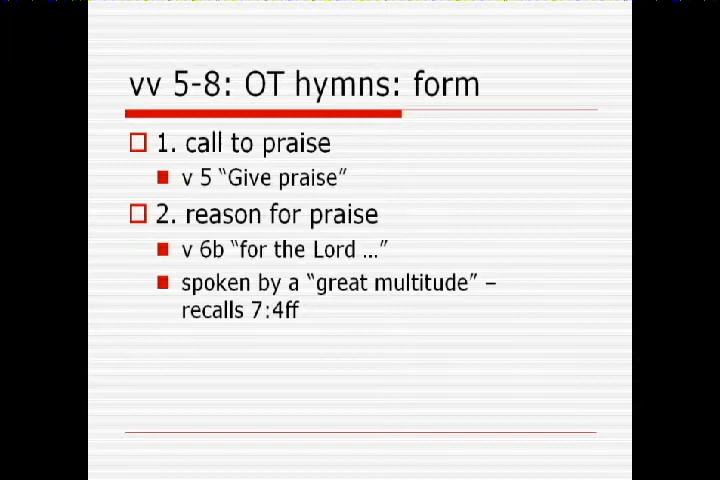 vv 5-8: OT hymns: form
1. call to praise
v 5 “Give praise”
2. reason for praise
v 6b “for the Lord …”
spoken by a “great multitude” –
recalls 7:4ff